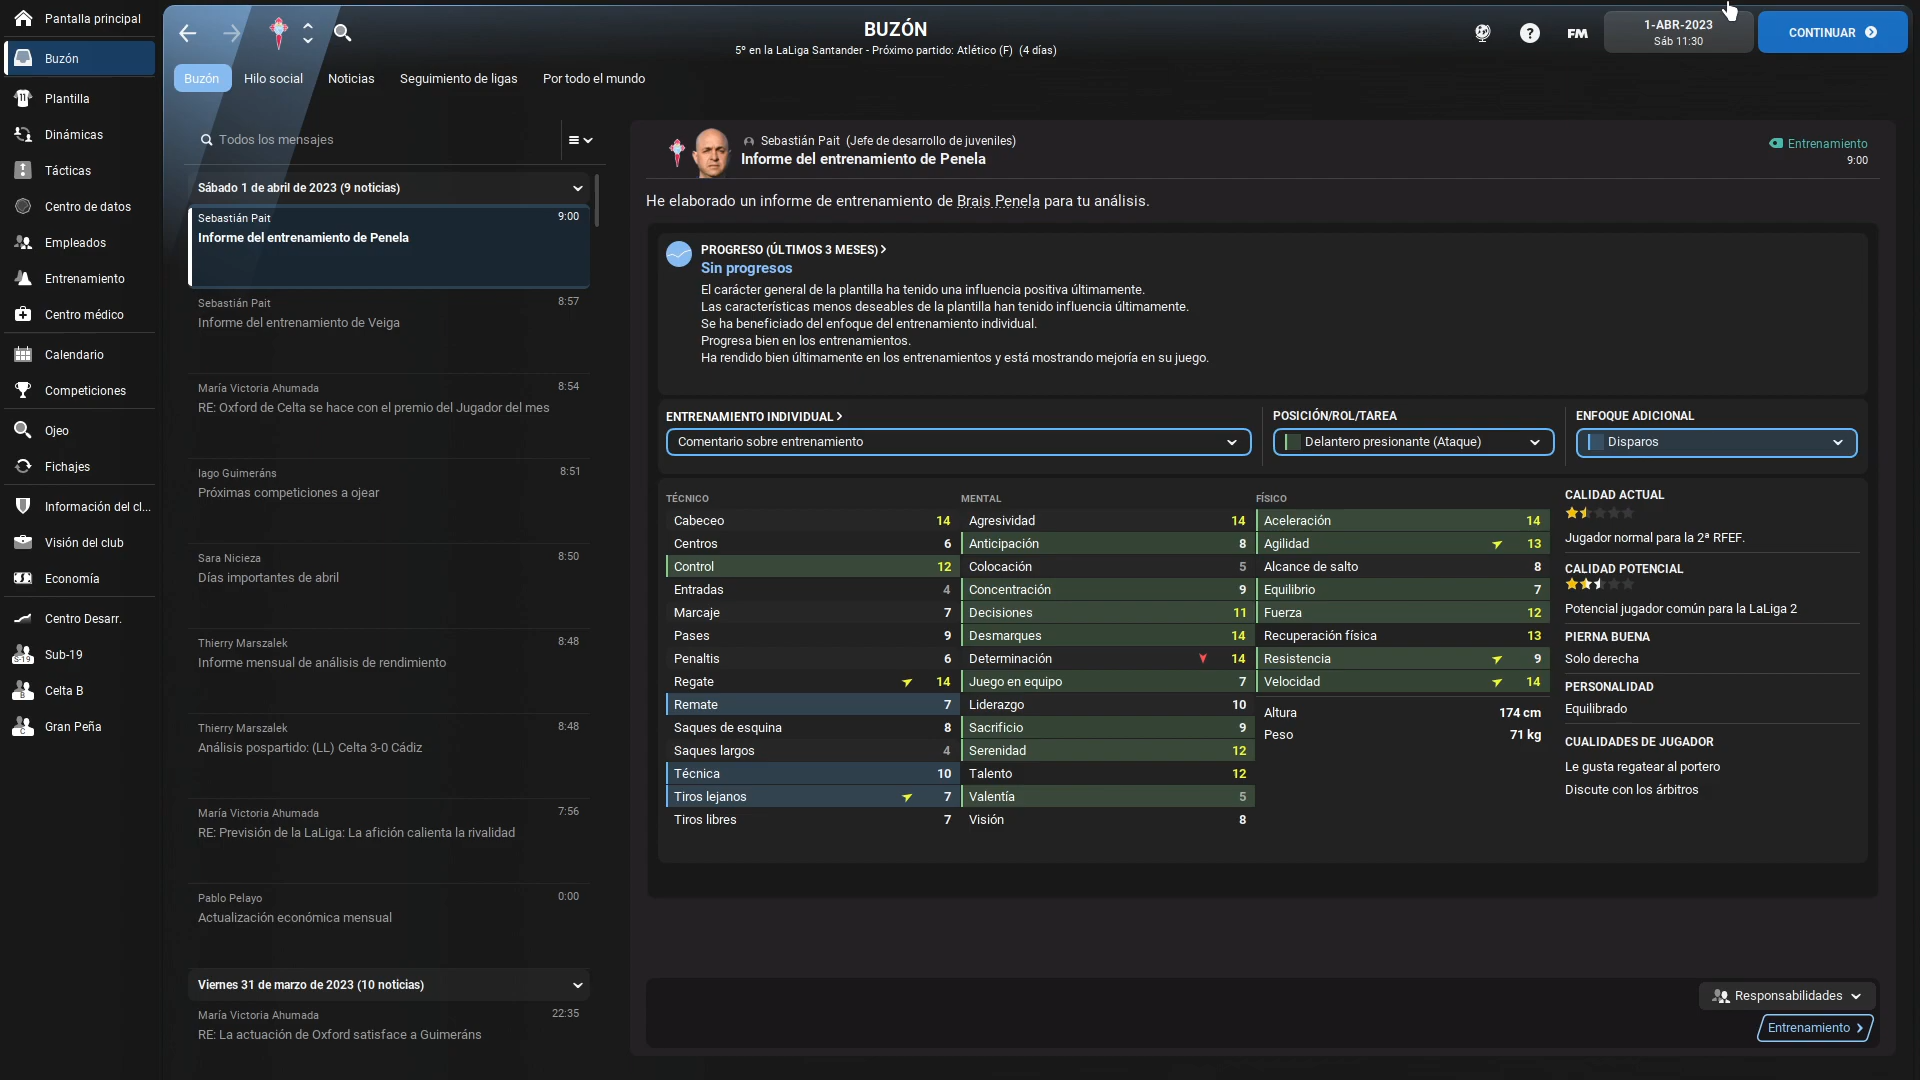 Pantalla principal
Buzón
Plantilla
Dinámicas
Tácticas
Centro de datos
Empleados
Entrenamiento
Centro médico
Calendario
Competiciones
Ojeo
Fichajes
Información del cl...
Visión del club
Economía
Centro Desarr.
Sub-19
Celta B
Gran Peña
BUZÓN
5º en la LaLiga Santander - Próximo partido: Atlético (F) (4 días)
FM
1-ABR-2023
Sáb 11:30
CONTINUAR
Buzón
Hilo social
Noticias
Seguimiento de ligas
Por todo el mundo
Todos los mensajes
Sábado 1 de abril de 2023 (9 noticias)
Sebastián Pait 9:00
Informe del entrenamiento de Penela
Sebastián Pait 8:57
Informe del entrenamiento de Veiga
María Victoria Ahumada 8:54
RE: Oxford de Celta se hace con el premio del Jugador del mes
Iago Guimeráns 8:51
Próximas competiciones a ojear
Sara Nicieza 8:50
Días importantes de abril
Thierry Marszalek 8:48
Informe mensual de análisis de rendimiento
Thierry Marszalek 8:48
Análisis pospartido: (LL) Celta 3-0 Cádiz
María Victoria Ahumada 7:56
RE: Previsión de la LaLiga: La afición calienta la rivalidad
Pablo Pelayo 0:00
Actualización económica mensual
Viernes 31 de marzo de 2023 (10 noticias)
María Victoria Ahumada 22:35
RE: La actuación de Oxford satisface a Guimeráns
Sebastián Pait (Jefe de desarrollo de juveniles)
Informe del entrenamiento de Penela
Entrenamiento
9:00
He elaborado un informe de entrenamiento de Brais Penela para tu análisis.
PROGRESO (ÚLTIMOS 3 MESES)
Sin progresos
El carácter general de la plantilla ha tenido una influencia positiva últimamente.
Las características menos deseables de la plantilla han tenido influencia últimamente.
Se ha beneficiado del enfoque del entrenamiento individual.
Progresa bien en los entrenamientos.
Ha rendido bien últimamente en los entrenamientos y está mostrando mejoría en su juego.
ENTRENAMIENTO INDIVIDUAL
Comentario sobre entrenamiento
POSICIÓN/ROL/TAREA
Delantero presionante (Ataque)
ENFOQUE ADICIONAL
Disparos
TÉCNICO
Cabeceo 14
Centros 6
Control 12
Entradas 4
Marcaje 7
Pases 9
Penaltis 6
Regate 14
Remate 7
Saques de esquina 8
Saques largos 4
Técnica 10
Tiros lejanos 7
Tiros libres 7
MENTAL
Agresividad 14
Anticipación 8
Colocación 5
Concentración 9
Decisiones 11
Desmarques 14
Determinación 14
Juego en equipo 7
Liderazgo 10
Sacrificio 9
Serenidad 12
Talento 12
Valentía 5
Visión 8
FÍSICO
Aceleración 14
Agilidad 13
Alcance de salto 8
Equilibrio 7
Fuerza 12
Recuperación física 13
Resistencia 9
Velocidad 14
Altura 174 cm
Peso 71 kg
CALIDAD ACTUAL
Jugador normal para la 2ª RFEF.
CALIDAD POTENCIAL
Potencial jugador común para la LaLiga 2
PIERNA BUENA
Solo derecha
PERSONALIDAD
Equilibrado
CUALIDADES DE JUGADOR
Le gusta regatear al portero
Discute con los árbitros
Responsabilidades
Entrenamiento